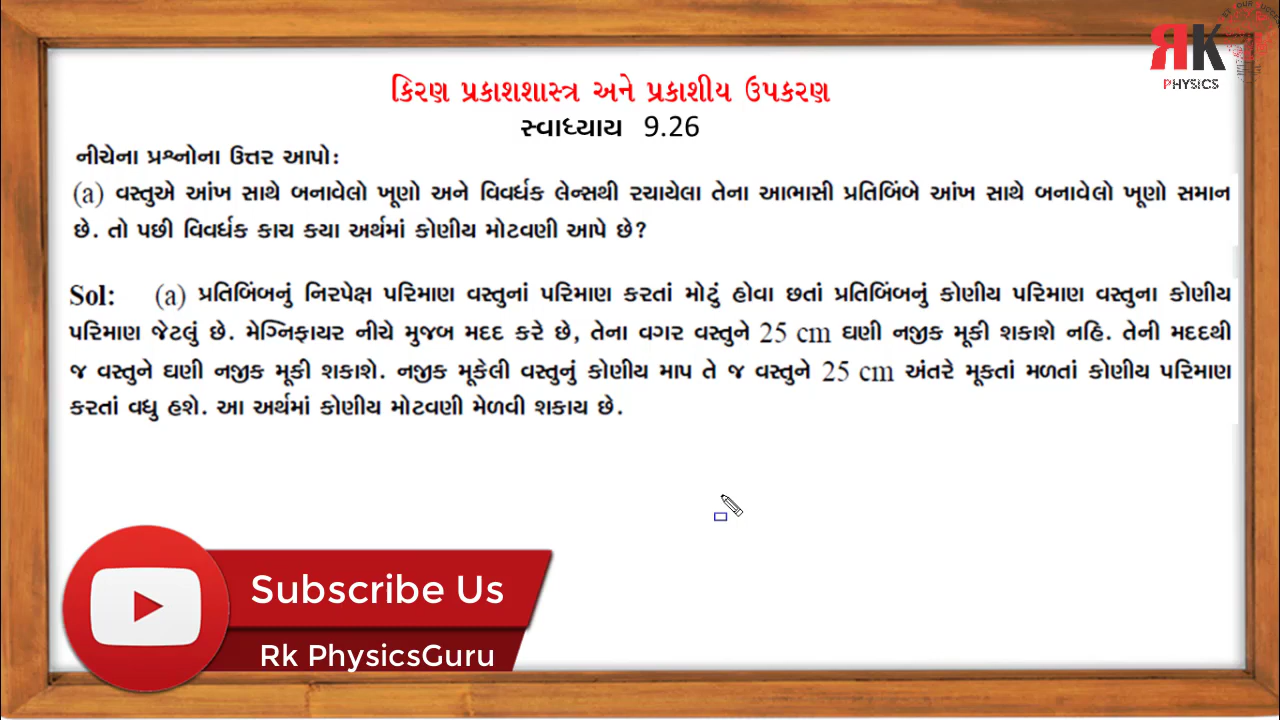 ЯK
PHYSICS
કિરણ પ્રકાશશાસ્ત્ર અને પ્રકાશીય ઉપકરણ
સ્વાધ્યાય 9.26
નીચેના પ્રશ્નોના ઉત્તર આપો:
(a) વસ્તુએ આંખ સાથે બનાવેલો ખૂણો અને વિવર્ધક લેન્સથી રચાયેલા તેના આભાસી પ્રતિબિંબે આંખ સાથે બનાવેલો ખૂણો સમાન
છે. તો પછી વિવર્ધક કાચ કયા અર્થમાં કોણીય મોટવણી આપે છે?
Sol: (a) પ્રતિબિંબનું નિરપેક્ષ પરિમાણ વસ્તુનાં પરિમાણ કરતાં મોટું હોવા છતાં પ્રતિબિંબનું કોણીય પરિમાણ વસ્તુના કોણીય
પરિમાણ જેટલું છે. મેગ્નિફાયર નીચે મુજબ મદદ કરે છે, તેના વગર વસ્તુને 25 cm ઘણી નજીક મૂકી શકાશે નહિ. તેની મદદથી
જ વસ્તુને ઘણી નજીક મૂકી શકાશે. નજીક મૂકેલી વસ્તુનું કોણીય માપ તે જ વસ્તુને 25 cm અંતરે મૂકતાં મળતાં કોણીય પરિમાણ
કરતાં વધુ હશે. આ અર્થમાં કોણીય મોટવણી મેળવી શકાય છે.
Subscribe Us
Rk PhysicsGuru